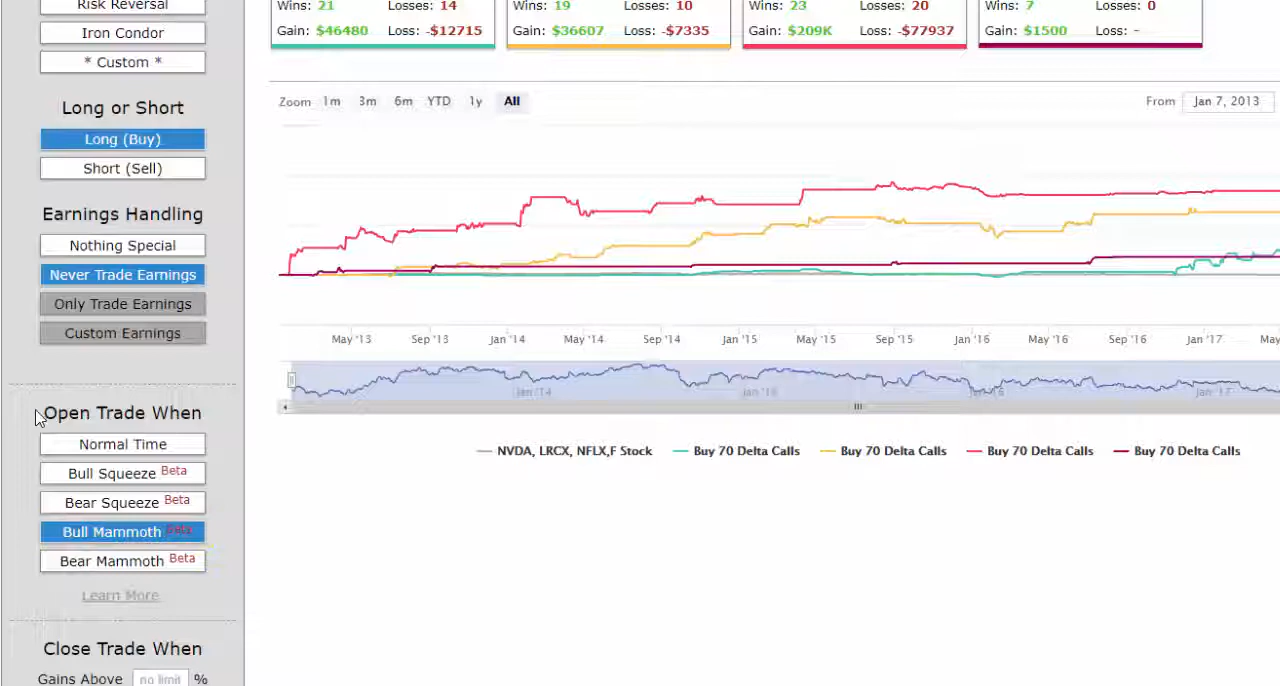 Risk Reversal
Iron Condor
* Custom *
Long or Short
Long (Buy)
Short (Sell)
Earnings Handling
Nothing Special
Never Trade Earnings
Only Trade Earnings
Custom Earnings
Open Trade When
Normal Time
Bull Squeeze Beta
Bear Squeeze Beta
Bull Mammoth Beta
Bear Mammoth Beta
Learn More
Close Trade When
Gains Above no limit %
Wins: 21 Losses: 14
Gain: $46480 Loss: -$12715
Wins: 19 Losses: 10
Gain: $36607 Loss: -$7335
Wins: 23 Losses: 20
Gain: $209K Loss: -$77937
Wins: 7 Losses: 0
Gain: $1500 Loss: -
Zoom 1m 3m 6m YTD 1y All
From Jan 7, 2013
May '13 Sep '13 Jan '14 May '14 Sep '14 Jan '15 May '15 Sep '15 Jan '16 May '16 Sep '16 Jan '17 May
Jan '14 Jan '15 Jan '16 Jan '17
NVDA, LRCX, NFLX,F Stock Buy 70 Delta Calls Buy 70 Delta Calls Buy 70 Delta Calls Buy 70 Delta Calls